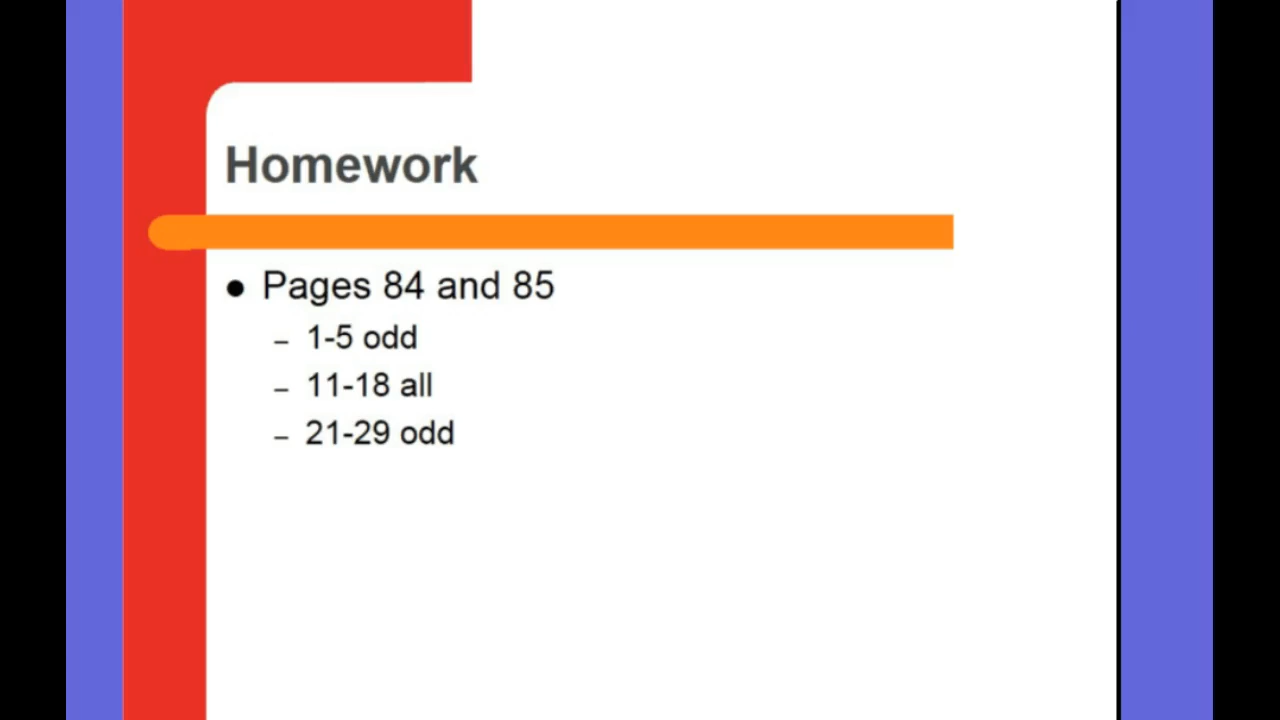 Homework
● Pages 84 and 85
– 1-5 odd
– 11-18 all
– 21-29 odd